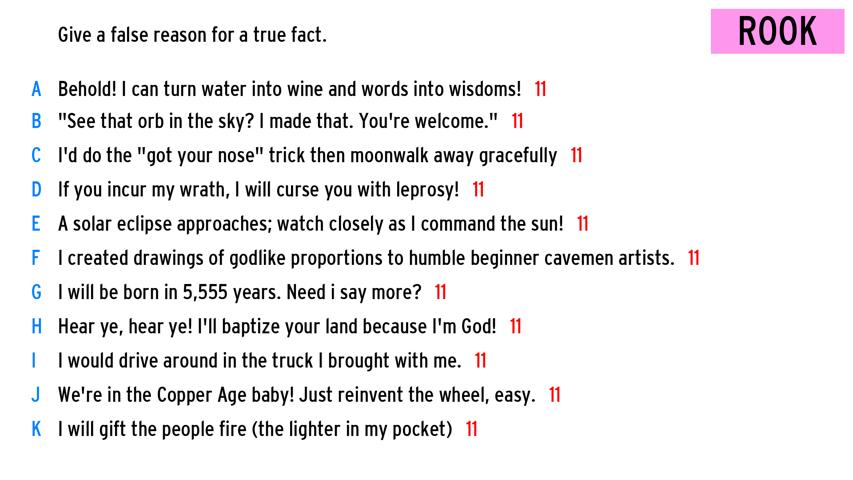 Give a false reason for a true fact.
ROOK
A Behold! I can turn water into wine and words into wisdoms! 11
B "See that orb in the sky? I made that. You're welcome." 11
C I'd do the "got your nose" trick then moonwalk away gracefully 11
D If you incur my wrath, I will curse you with leprosy! 11
E A solar eclipse approaches; watch closely as I command the sun! 11
F I created drawings of godlike proportions to humble beginner cavemen artists. 11
G I will be born in 5,555 years. Need i say more? 11
H Hear ye, hear ye! I'll baptize your land because I'm God! 11
I I would drive around in the truck I brought with me. 11
J We're in the Copper Age baby! Just reinvent the wheel, easy. 11
K I will gift the people fire (the lighter in my pocket) 11